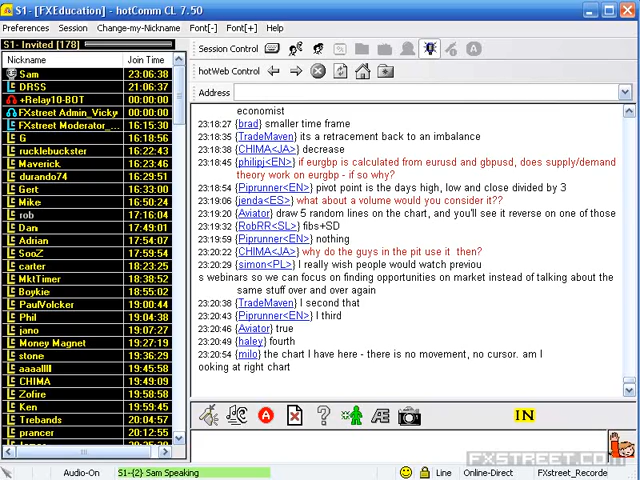 S1- [FXEducation] - hotComm CL 7.50
Preferences Session Change-my-Nickname Font[-] Font[+] Help
S1- Invited [178]
Nickname Join Time
Sam 23:06:38
DRSS 21:06:37
+Relay10-BOT 00:00:00
FXstreet Admin_Vicky 00:00:00
FXstreet Moderator_... 16:15:30
G 16:18:56
rucklebuster 16:22:43
Maverick 16:23:46
durando74 16:29:25
Gert 16:33:00
Mike 16:50:24
rob 17:16:04
Dan 17:49:01
Adrian 17:54:07
SooZ 17:59:54
carter 18:23:25
MktTimer 18:38:52
Boykie 18:55:02
PaulVolcker 19:00:44
Phil 19:04:38
jano 19:07:27
Money Magnet 19:27:19
stone 19:36:29
aaaallll 19:45:58
CHIMA 19:49:09
Zofire 19:58:58
Ken 19:59:45
Trebands 20:04:57
prancer 20:12:55
Session Control
hotWeb Control
Address
economist
23:18:27 {brad} smaller time frame
23:18:35 {TradeMaven} its a retracement back to an imbalance
23:18:35 {CHIMA<JA>} decrease
23:18:45 {philipj<EN>} if eurgbp is calculated from eurusd and gbpusd, does supply/demand
theory work on eurgbp - if so why?
23:18:54 {Piprunner<EN>} pivot point is the days high, low and close divided by 3
23:19:06 {jenda<ES>} what about a volume would you consider it??
23:19:20 {Aviator} draw 5 random lines on the chart, and you'll see it reverse on one of those
23:19:32 {RobRR<SL>} fibs+SD
23:19:59 {Piprunner<EN>} nothing
23:20:22 {CHIMA<JA>} why do the guys in the pit use it then?
23:20:29 {simon<PL>} I really wish people would watch previou
s webinars so we can focus on finding opportunities on market instead of talking about the
same stuff over and over again
23:20:38 {TradeMaven} I second that
23:20:43 {Piprunner<EN>} I third
23:20:46 {Aviator} true
23:20:49 {haley} fourth
23:20:54 {milo} the chart I have here - there is no movement, no cursor. am I
ooking at right chart
IN
FXSTREET.COM
Audio-On S1-{2} Sam Speaking Line Online-Direct FXstreet_Recorde